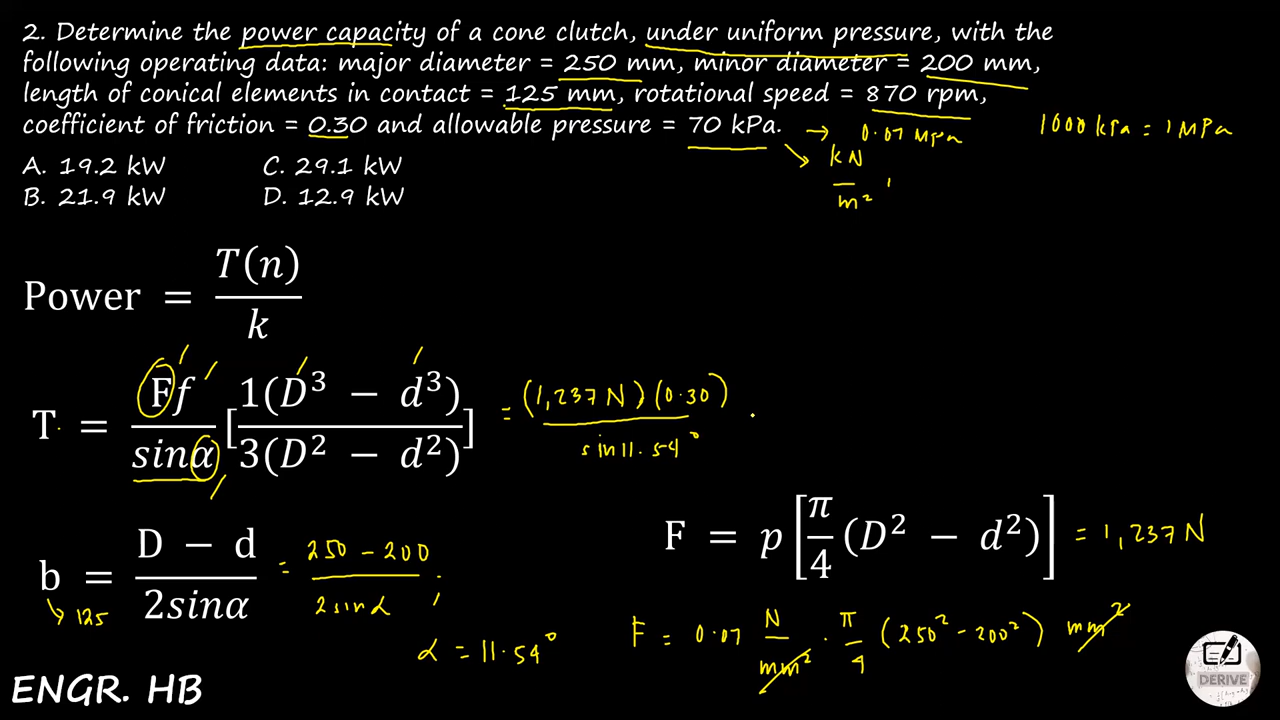 2. Determine the power capacity of a cone clutch, under uniform pressure, with the
following operating data: major diameter = 250 mm, minor diameter = 200 mm,
length of conical elements in contact = 125 mm, rotational speed = 870 rpm,
coefficient of friction = 0.30 and allowable pressure = 70 kPa. → 0.07 MPa 1000 kPa = 1 MPa
kN / m²
A. 19.2 kW C. 29.1 kW
B. 21.9 kW D. 12.9 kW
Power = T(n) / k
T = Ff / sinα [1(D³ − d³) / 3(D² − d²)] = (1,237 N)(0.30) / sin 11.54° .
F = p[π/4 (D² − d²)] = 1,237 N
b = D − d / 2sinα = 250 − 200 / 2 sin α ;
→ 125
α = 11.54°
F = 0.07 N / mm² · π/4 (250² − 200²) mm²
ENGR. HB
DERIVE